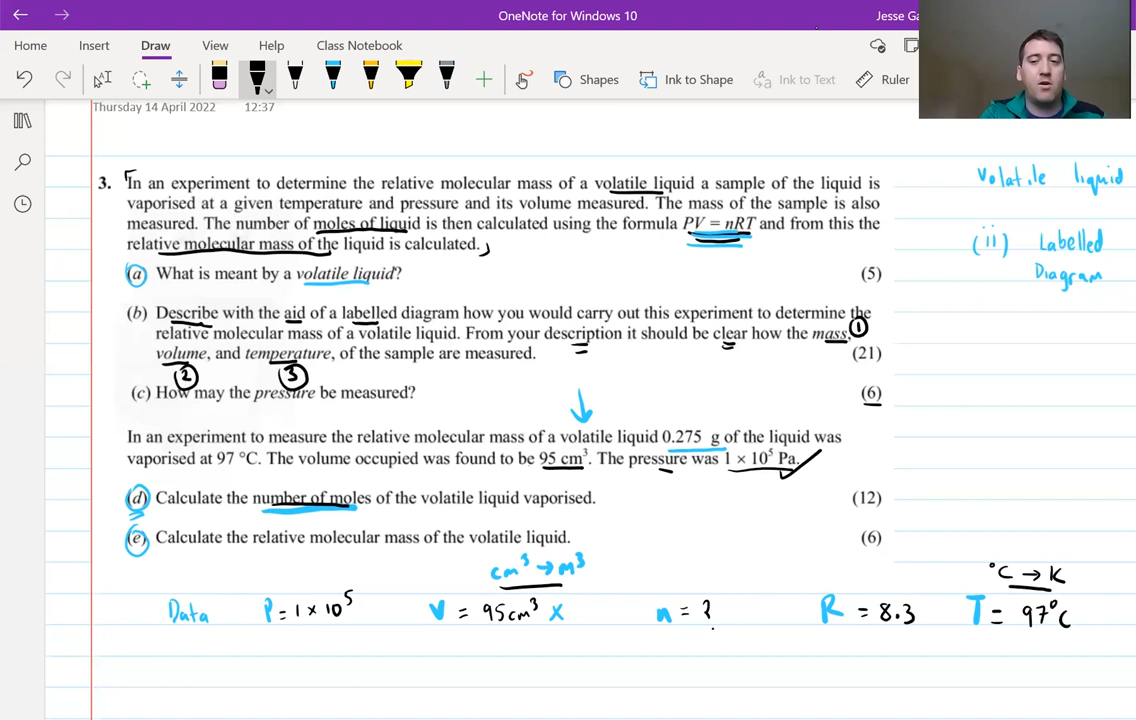 OneNote for Windows 10
Jesse Ga
Home Insert Draw View Help Class Notebook
Shapes Ink to Shape Ink to Text Ruler
Thursday 14 April 2022 12:37
3. In an experiment to determine the relative molecular mass of a volatile liquid a sample of the liquid is
vaporised at a given temperature and pressure and its volume measured. The mass of the sample is also
measured. The number of moles of liquid is then calculated using the formula PV = nRT and from this the
relative molecular mass of the liquid is calculated.
(a) What is meant by a volatile liquid? (5)
(b) Describe with the aid of a labelled diagram how you would carry out this experiment to determine the
relative molecular mass of a volatile liquid. From your description it should be clear how the mass, 1
volume, and temperature, of the sample are measured. (21)
2 3
(c) How may the pressure be measured? (6)
In an experiment to measure the relative molecular mass of a volatile liquid 0.275 g of the liquid was
vaporised at 97 °C. The volume occupied was found to be 95 cm³. The pressure was 1 × 10⁵ Pa.
(d) Calculate the number of moles of the volatile liquid vaporised. (12)
(e) Calculate the relative molecular mass of the volatile liquid. (6)
volatile liquid
(ii) Labelled
Diagram
cm³ → m³
°C → K
Data P = 1 × 10⁵ V = 95cm³ X n = ? R = 8.3 T = 97°C